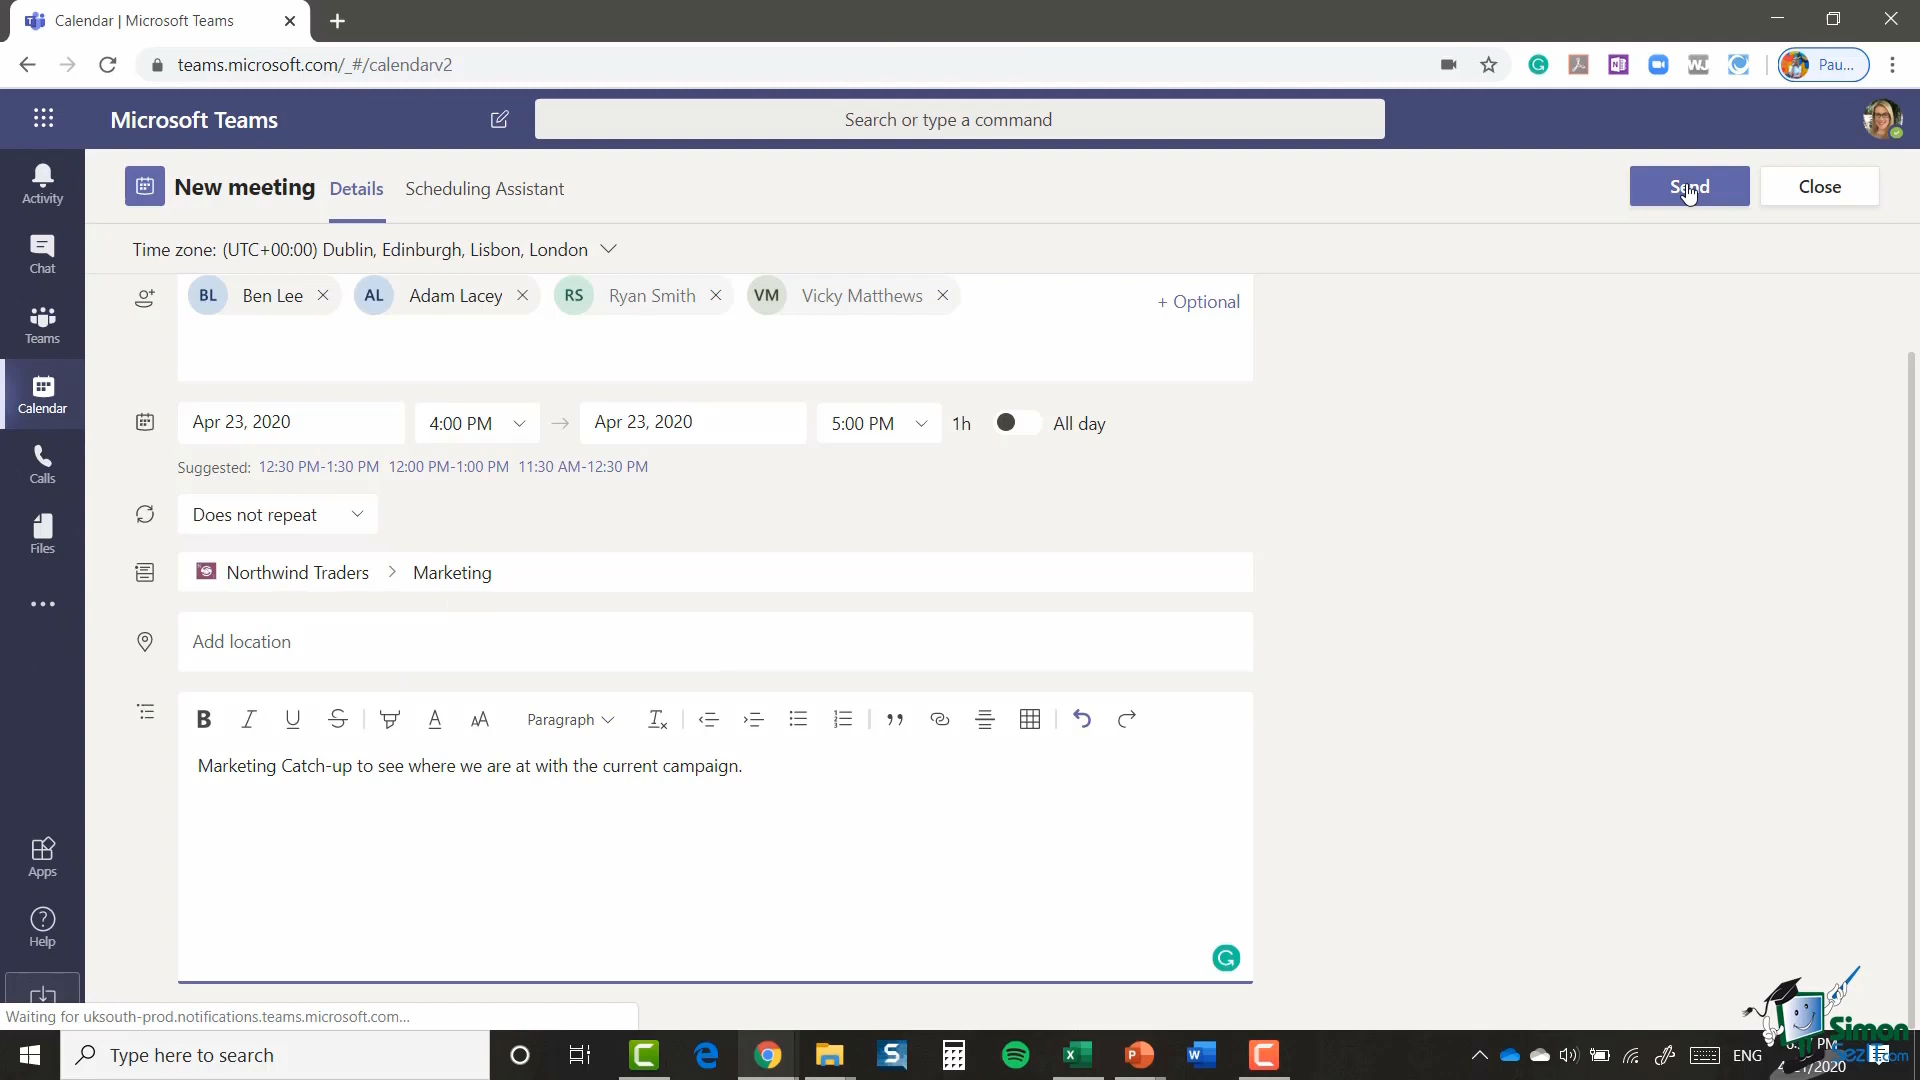 Calendar | Microsoft Teams
teams.microsoft.com/_#/calendarv2
Pau...
Microsoft Teams
Search or type a command
New meeting Details Scheduling Assistant
Send Close
Time zone: (UTC+00:00) Dublin, Edinburgh, Lisbon, London
Activity
Chat
Teams
Calendar
Calls
Files
Apps
Help
BL Ben Lee AL Adam Lacey RS Ryan Smith VM Vicky Matthews
+ Optional
Apr 23, 2020 4:00 PM Apr 23, 2020 5:00 PM 1h All day
Suggested: 12:30 PM-1:30 PM 12:00 PM-1:00 PM 11:30 AM-12:30 PM
Does not repeat
Northwind Traders > Marketing
Add location
B I U S A AA Paragraph
Marketing Catch-up to see where we are at with the current campaign.
Waiting for uksouth-prod.notifications.teams.microsoft.com...
Type here to search
ENG
Simon
Sez it.com